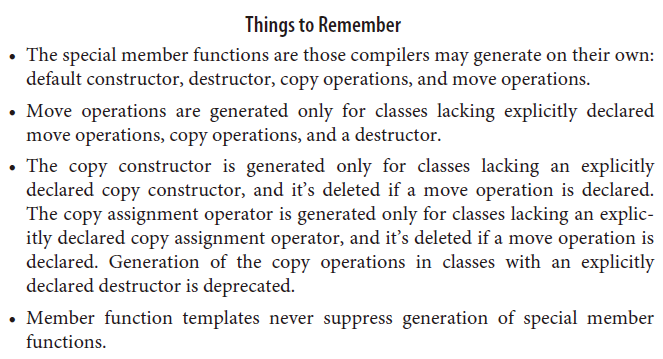 Things to Remember
• The special member functions are those compilers may generate on their own:
default constructor, destructor, copy operations, and move operations.
• Move operations are generated only for classes lacking explicitly declared
move operations, copy operations, and a destructor.
• The copy constructor is generated only for classes lacking an explicitly
declared copy constructor, and it’s deleted if a move operation is declared.
The copy assignment operator is generated only for classes lacking an explic-
itly declared copy assignment operator, and it’s deleted if a move operation is
declared. Generation of the copy operations in classes with an explicitly
declared destructor is deprecated.
• Member function templates never suppress generation of special member
functions.